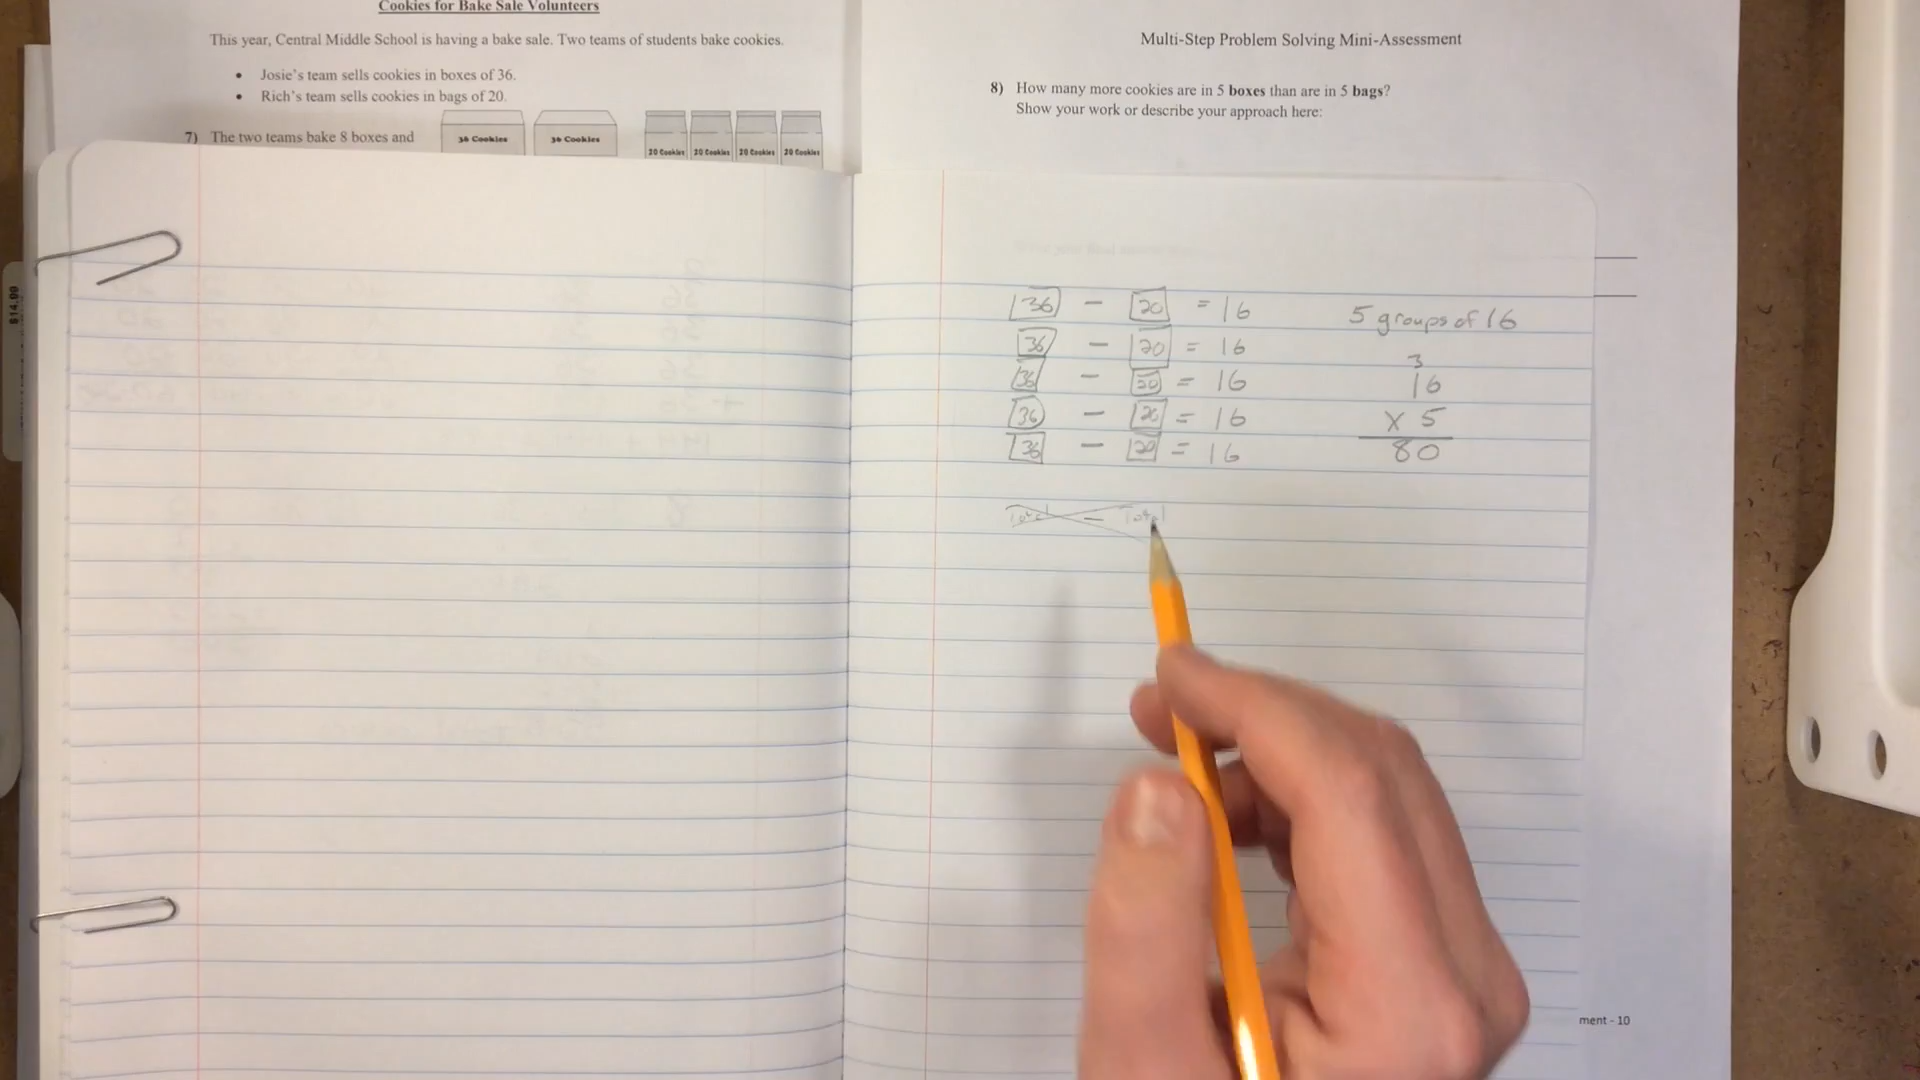 Cookies for Bake Sale Volunteers
This year, Central Middle School is having a bake sale. Two teams of students bake cookies.
• Josie's team sells cookies in boxes of 36.
• Rich's team sells cookies in bags of 20.
7) The two teams bake 8 boxes and
36 Cookies 36 Cookies 20 Cookies 20 Cookies 20 Cookies 20 Cookies
Multi-Step Problem Solving Mini-Assessment
8) How many more cookies are in 5 boxes than are in 5 bags?
Show your work or describe your approach here:
36 - 20 = 16
36 - 20 = 16
36 - 20 = 16
36 - 20 = 16
36 - 20 = 16
Total - Total
5 groups of 16
3
16
x 5
80
ment - 10
$14.99